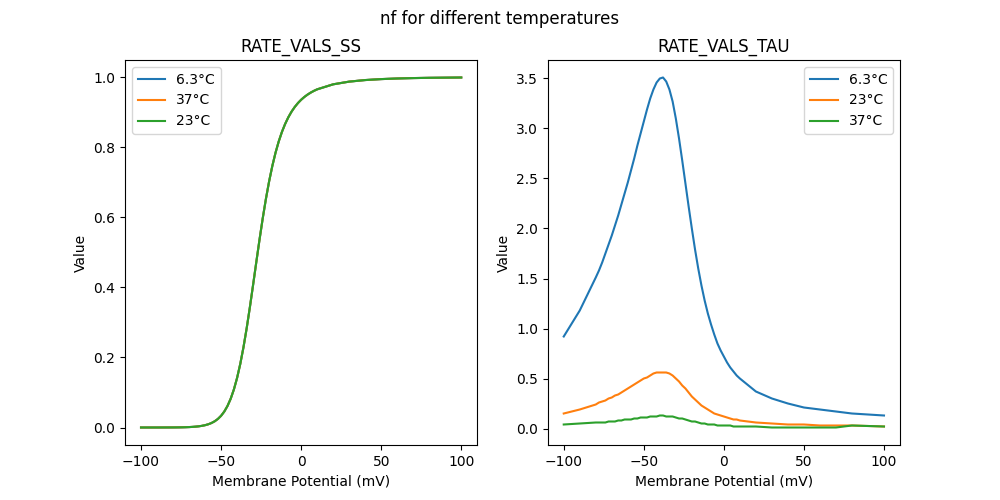 nf for different temperatures
RATE_VALS_SS
1.0
0.8
0.6
0.4
0.2
0.0
Value
6.3°C
37°C
23°C
−100
−50
0
50
100
Membrane Potential (mV)
RATE_VALS_TAU
3.5
3.0
2.5
2.0
1.5
1.0
0.5
0.0
Value
6.3°C
23°C
37°C
−100
−50
0
50
100
Membrane Potential (mV)